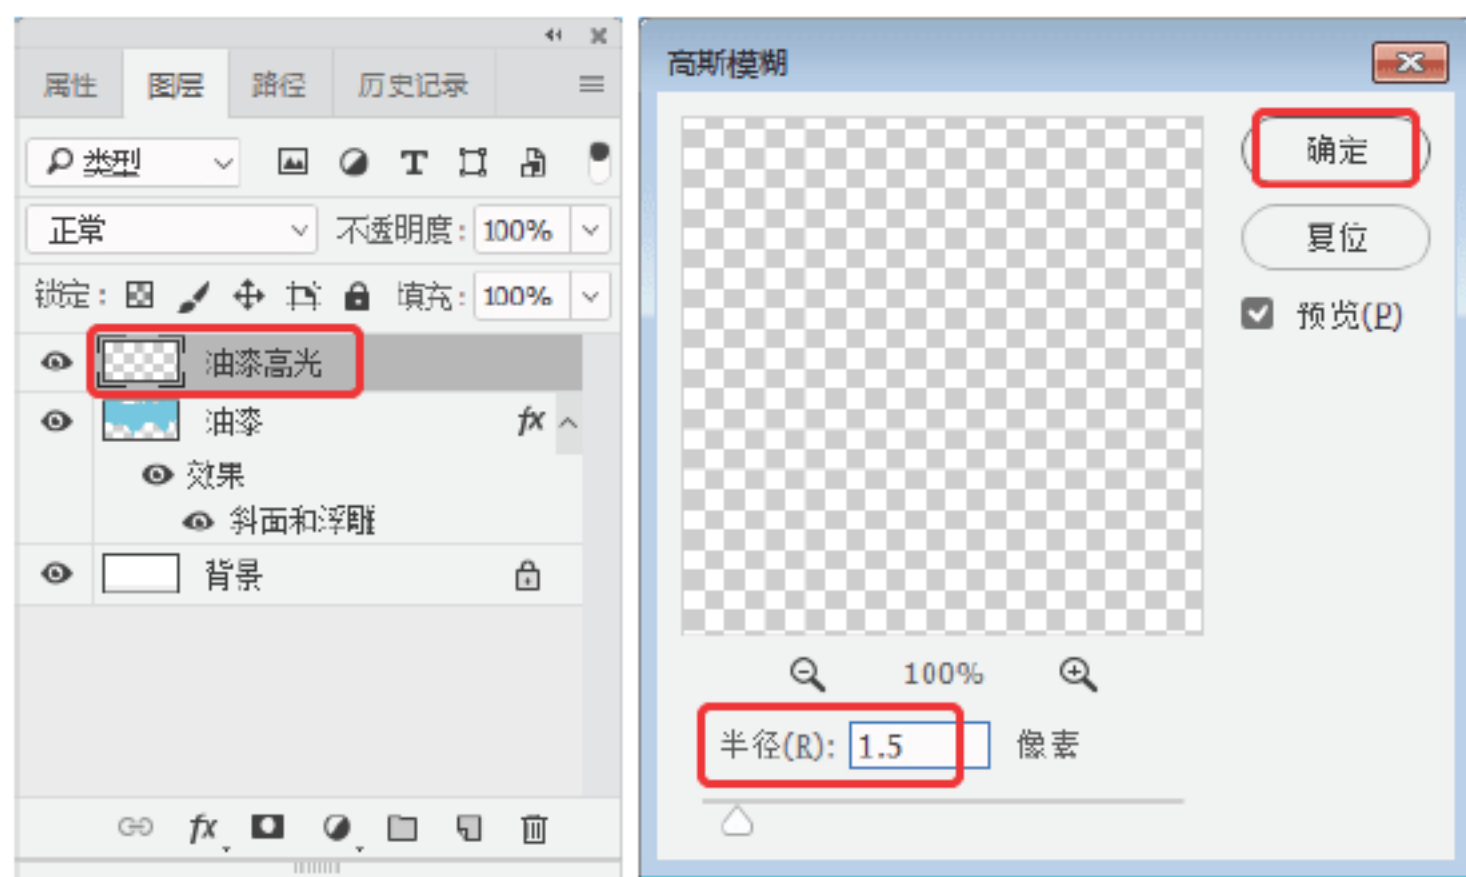 属性 图层 路径 历史记录
类型
正常 不透明度: 100%
锁定: 填充: 100%
油漆高光
油漆 fx
效果
斜面和浮雕
背景
fx
高斯模糊
确定
复位
预览(P)
100%
半径(R): 1.5 像素